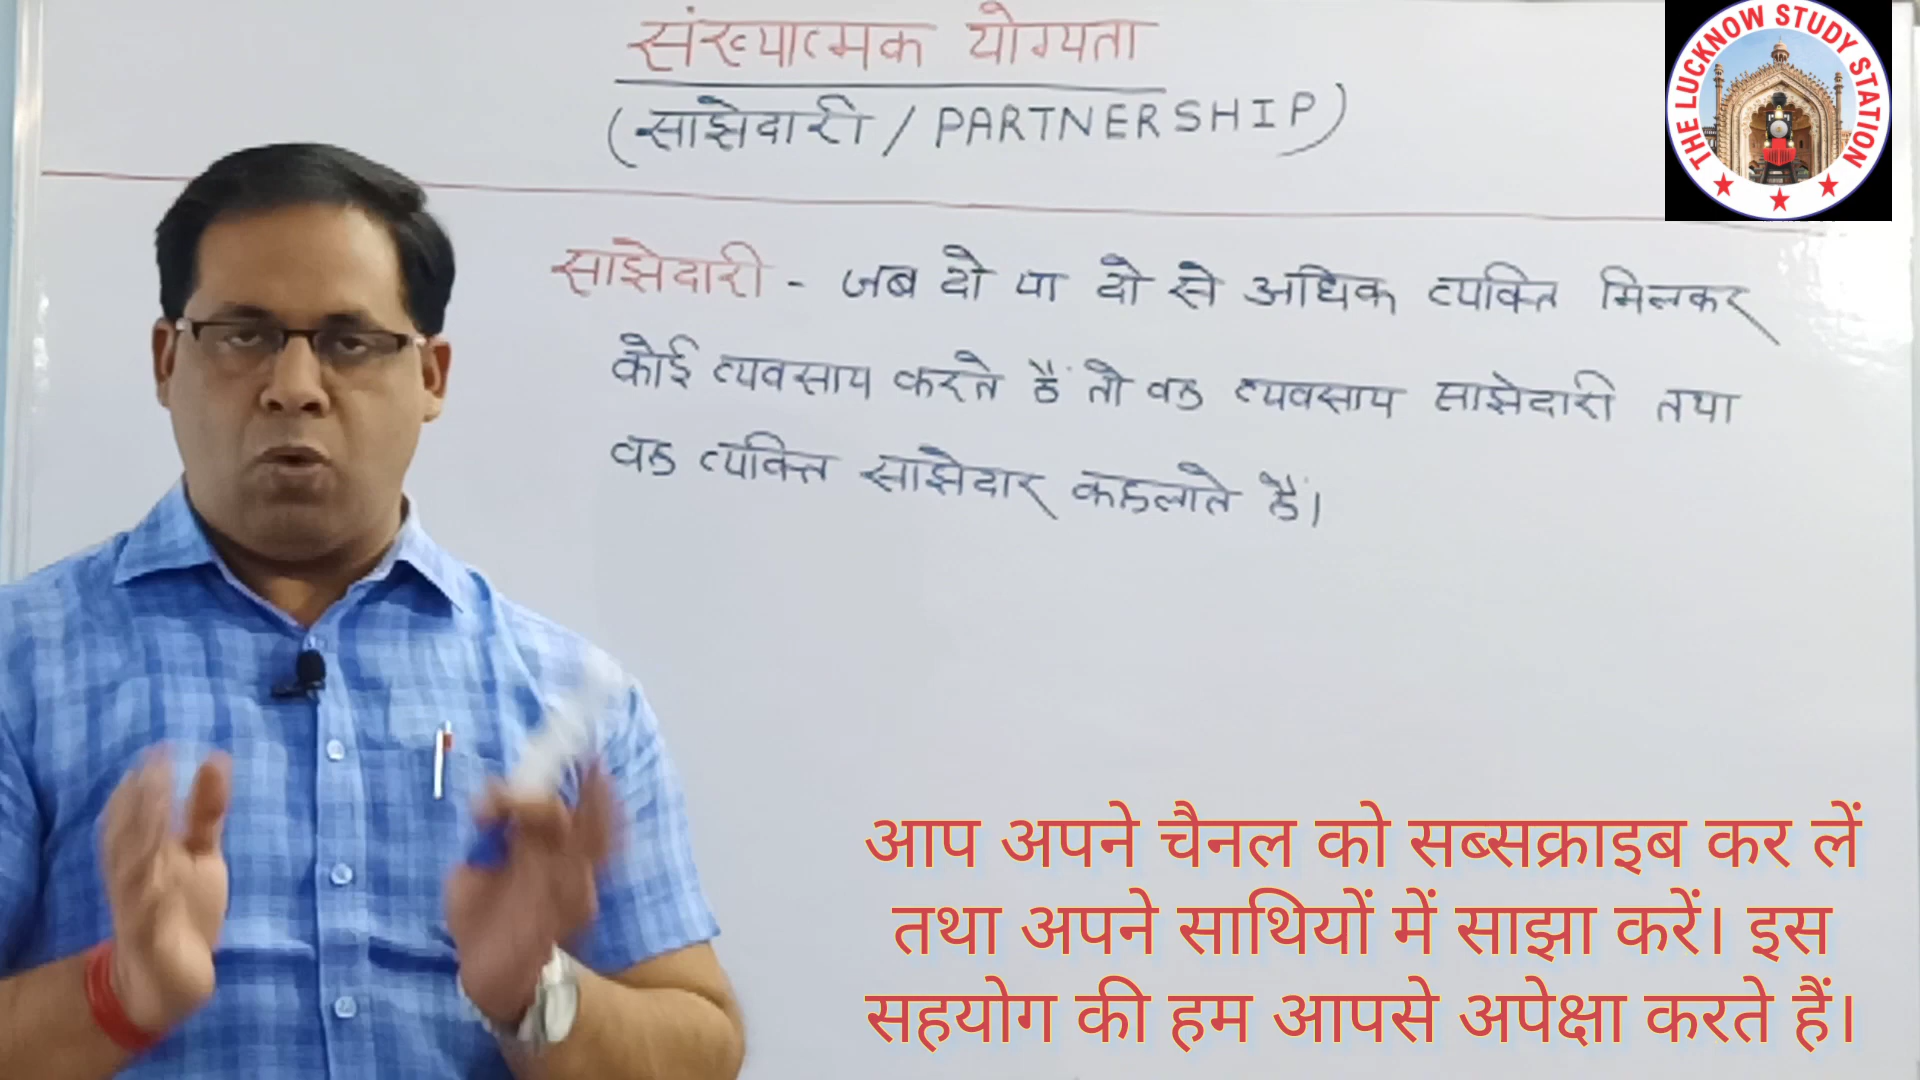 संख्यात्मक योग्यता
(साझेदारी / PARTNERSHIP)
THE LUCKNOW STUDY STATION
साझेदारी - जब दो या दो से अधिक व्यक्ति मिलकर
कोई व्यवसाय करते हैं तो वह व्यवसाय साझेदारी तथा
वह व्यक्ति साझेदार कहलाते हैं।
आप अपने चैनल को सब्सक्राइब कर लें
तथा अपने साथियों में साझा करें। इस
सहयोग की हम आपसे अपेक्षा करते हैं।